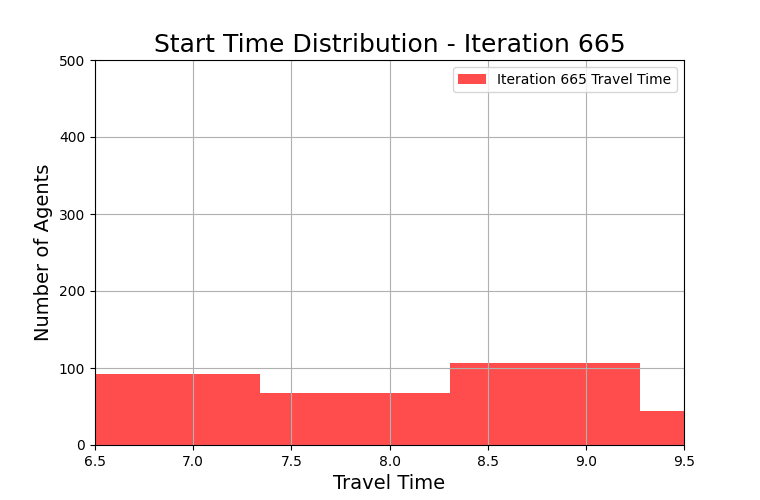 Start Time Distribution - Iteration 665
500
400
300
200
100
0
Number of Agents
Iteration 665 Travel Time
6.5 7.0 7.5 8.0 8.5 9.0 9.5
Travel Time